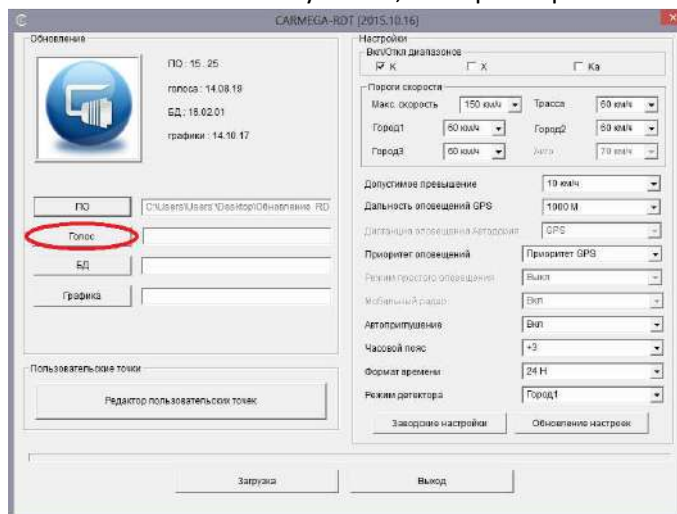 CARMEGA-RDT [2015.10.16]
Обновление
ПО : 15 . 25
голоса : 14.08.19
БД : 16.02.01
графики : 14.10.17
ПО
C:\Users\Users\Desktop\Обновление RD
Голос
БД
Графика
Пользовательские точки
Редактор пользовательских точек
Настройки
Вкл/Откл диапазонов
K
X
Ka
Пороги скорости
Макс. скорость
150 км/ч
Трасса
60 км/ч
Город1
60 км/ч
Город2
60 км/ч
Город3
60 км/ч
Авто
70 км/ч
Допустимое превышение
10 км/ч
Дальность оповещений GPS
1000 M
Дистанция оповещения Автодория
GPS
Приоритет оповещений
Приоритет GPS
Режим простого оповещения
Выкл
Мобильный радар
Вкл
Автоприглушение
Вкл
Часовой пояс
+3
Формат времени
24 H
Режим детектора
Город1
Заводские настройки
Обновление настроек
Загрузка
Выход